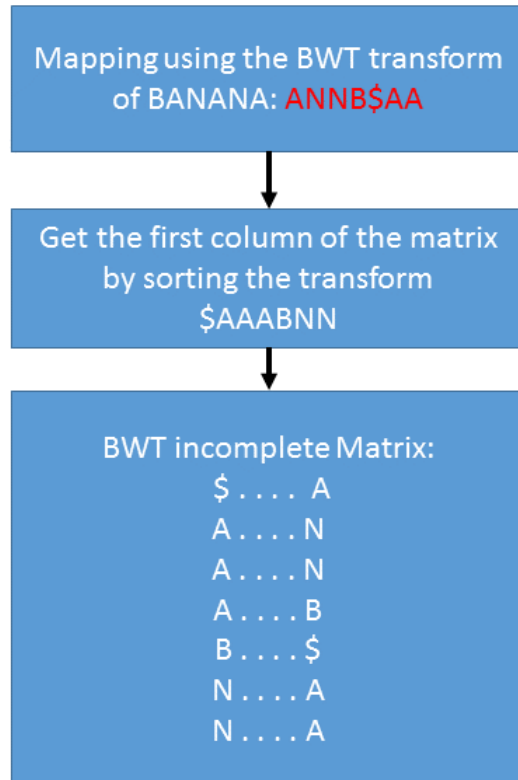 Mapping using the BWT transform
of BANANA: ANNB$AA
Get the first column of the matrix
by sorting the transform
$AAABNN
BWT incomplete Matrix:
$ . . . . A
A . . . . N
A . . . . N
A . . . . B
B . . . . $
N . . . . A
N . . . . A